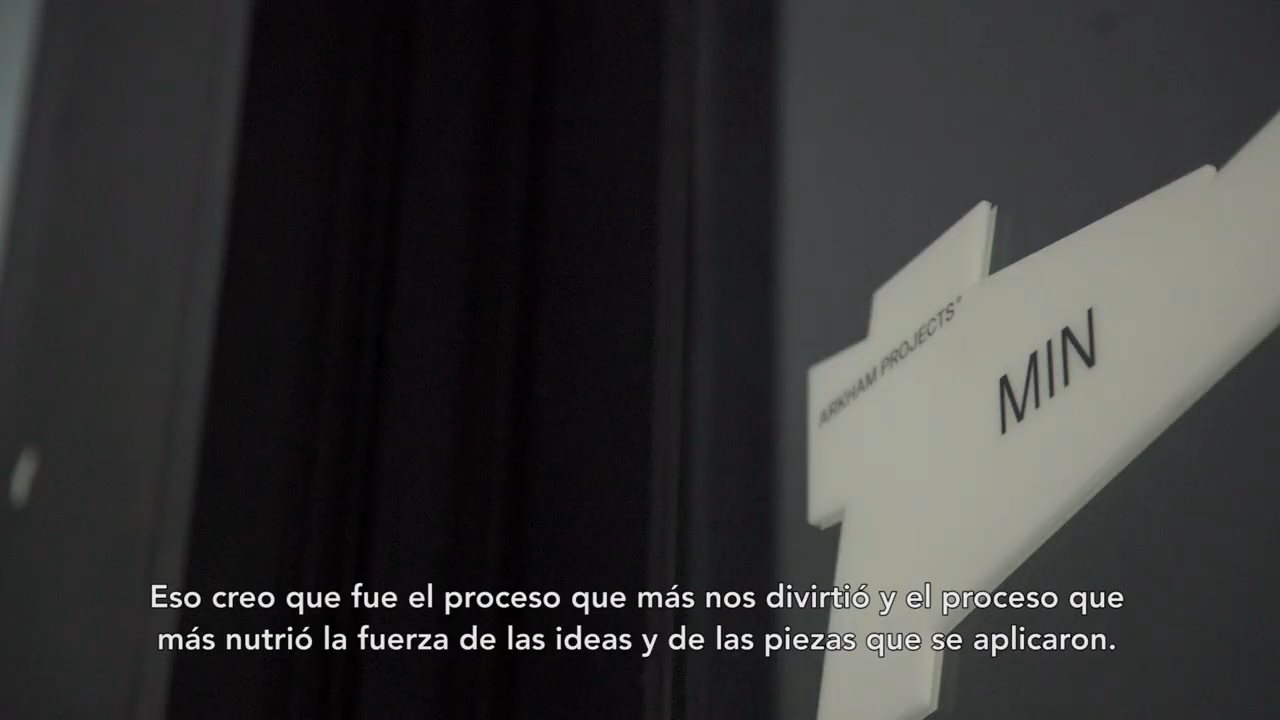 ARKHAM PROJECTS®
MIN
Eso creo que fue el proceso que más nos divirtió y el proceso que
más nutrió la fuerza de las ideas y de las piezas que se aplicaron.